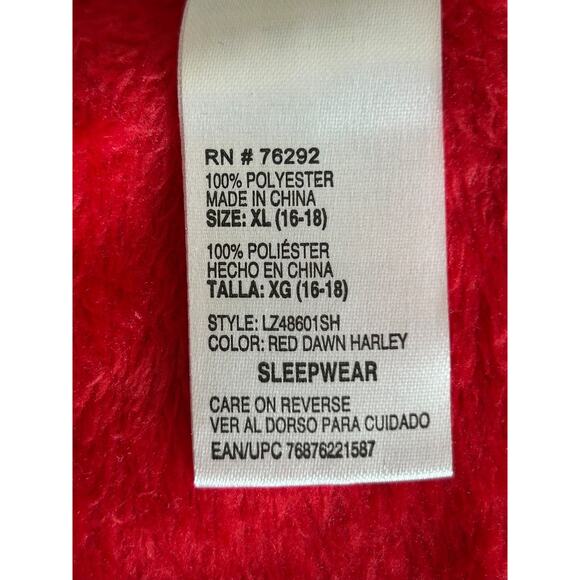 RN # 76292
100% POLYESTER
MADE IN CHINA
SIZE: XL (16-18)
100% POLIÉSTER
HECHO EN CHINA
TALLA: XG (16-18)
STYLE: LZ48601SH
COLOR: RED DAWN HARLEY
SLEEPWEAR
CARE ON REVERSE
VER AL DORSO PARA CUIDADO
EAN/UPC 76876221587